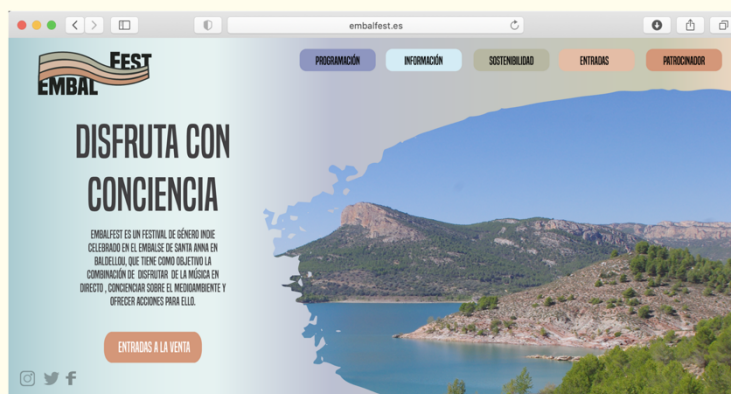 embalfest.es
EMBAL FEST
PROGRAMACIÓN
INFORMACIÓN
SOSTENIBILIDAD
ENTRADAS
PATROCINADOR
DISFRUTA CON
CONCIENCIA
EMBALFEST ES UN FESTIVAL DE GÉNERO INDIE
CELEBRADO EN EL EMBALSE DE SANTA ANNA EN
BALDELLOU, QUE TIENE COMO OBJETIVO LA
COMBINACIÓN DE DISFRUTAR DE LA MÚSICA EN
DIRECTO , CONCIENCIAR SOBRE EL MEDIOAMBIENTE Y
OFRECER ACCIONES PARA ELLO.
ENTRADAS A LA VENTA